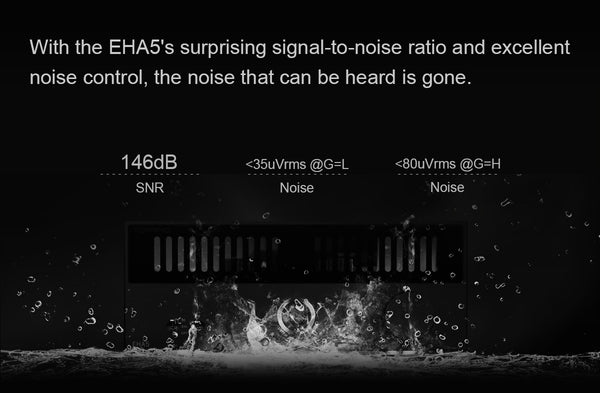 With the EHA5's surprising signal-to-noise ratio and excellent
noise control, the noise that can be heard is gone.
146dB <35uVrms @G=L <80uVrms @G=H
SNR Noise Noise